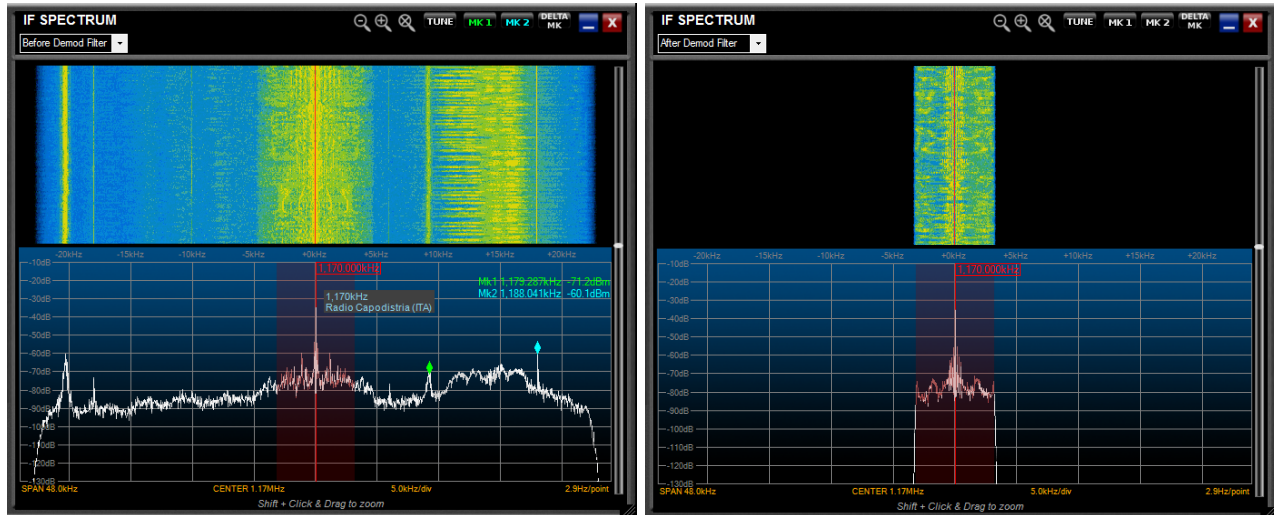 IF SPECTRUM
TUNE MK 1 MK 2 DELTA MK
Before Demod Filter
-20kHz -15kHz -10kHz -5kHz +0kHz +5kHz +10kHz +15kHz +20kHz
1,170.000kHz
Mk1 1,179.287kHz -71.2dBm
Mk2 1,188.041kHz -60.1dBm
1,170kHz
Radio Capodistria (ITA)
-10dB
-20dB
-30dB
-40dB
-50dB
-60dB
-70dB
-80dB
-90dB
-100dB
-110dB
-120dB
-130dB
SPAN 48.0kHz CENTER 1.17MHz 5.0kHz/div 2.9Hz/point
Shift + Click & Drag to zoom
IF SPECTRUM
TUNE MK 1 MK 2 DELTA MK
After Demod Filter
-20kHz -15kHz -10kHz -5kHz +0kHz +5kHz +10kHz +15kHz +20kHz
1,170.000kHz
-10dB
-20dB
-30dB
-40dB
-50dB
-60dB
-70dB
-80dB
-90dB
-100dB
-110dB
-120dB
-130dB
SPAN 48.0kHz CENTER 1.17MHz 5.0kHz/div 2.9Hz/point
Shift + Click & Drag to zoom